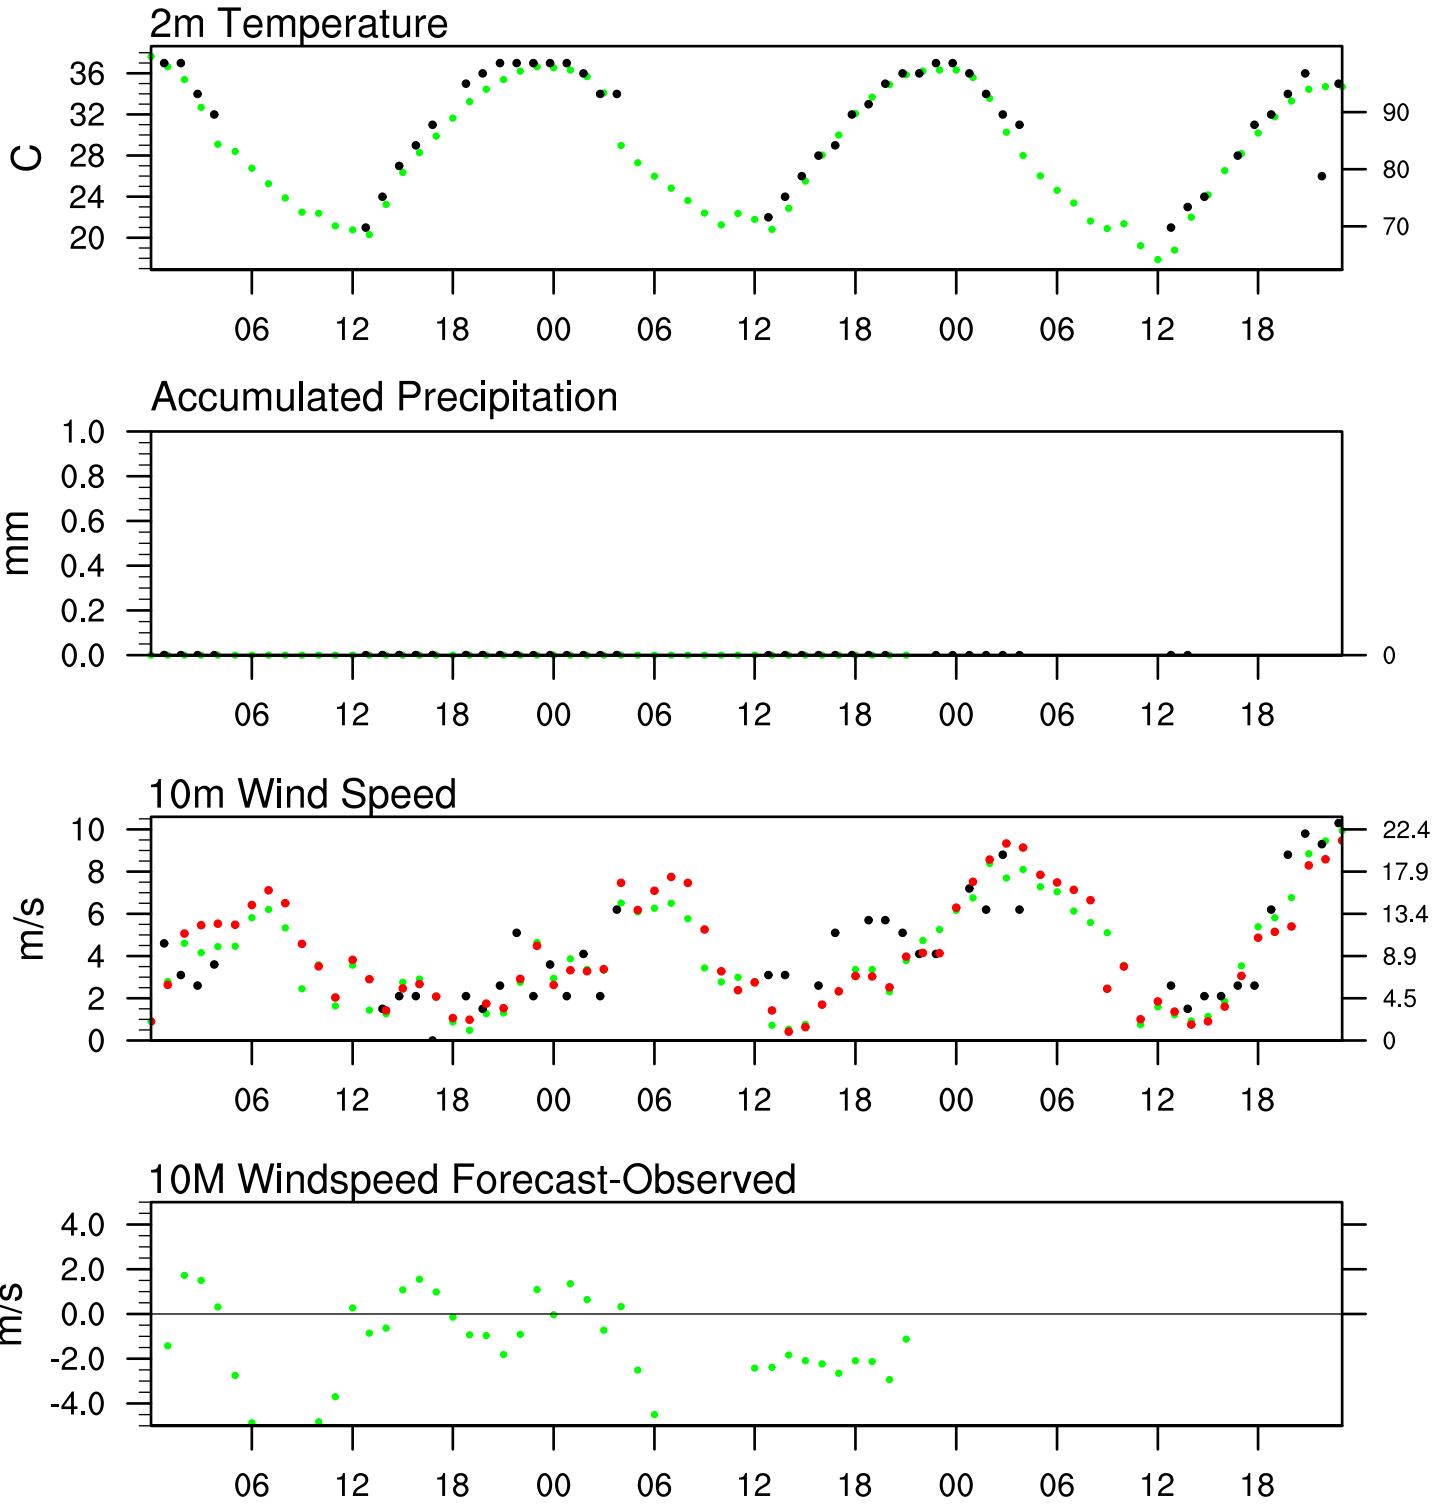 2m Temperature
C
36
32
28
24
20
90
80
70
06 12 18 00 06 12 18 00 06 12 18
Accumulated Precipitation
mm
1.0
0.8
0.6
0.4
0.2
0.0
0
06 12 18 00 06 12 18 00 06 12 18
10m Wind Speed
m/s
10
8
6
4
2
0
22.4
17.9
13.4
8.9
4.5
0
06 12 18 00 06 12 18 00 06 12 18
10M Windspeed Forecast-Observed
m/s
4.0
2.0
0.0
-2.0
-4.0
06 12 18 00 06 12 18 00 06 12 18